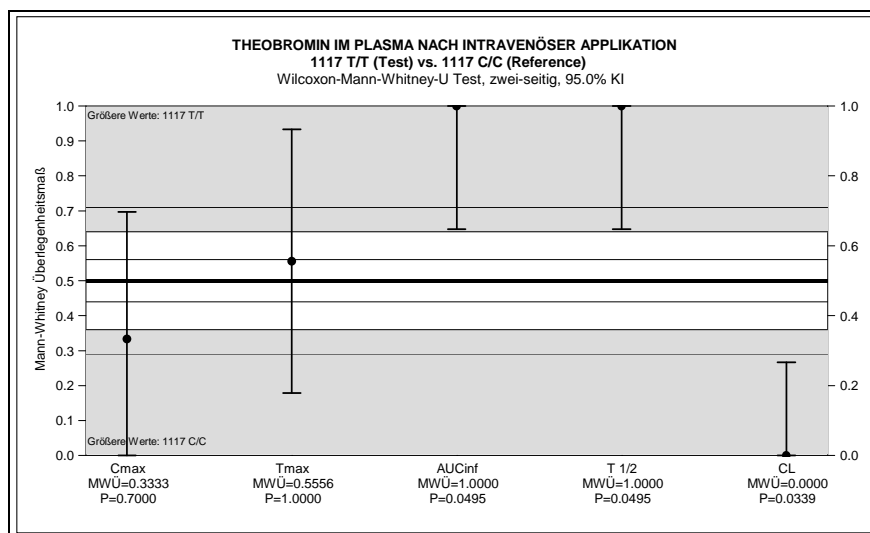 THEOBROMIN IM PLASMA NACH INTRAVENÖSER APPLIKATION
1117 T/T (Test) vs. 1117 C/C (Reference)
Wilcoxon-Mann-Whitney-U Test, zwei-seitig, 95.0% KI
Mann-Whitney Überlegenheitsmaß
1.0
0.9
0.8
0.7
0.6
0.5
0.4
0.3
0.2
0.1
0.0
Größere Werte: 1117 T/T
Größere Werte: 1117 C/C
1.0
0.8
0.6
0.4
0.2
0.0
Cmax
MWÜ=0.3333
P=0.7000
Tmax
MWÜ=0.5556
P=1.0000
AUCinf
MWÜ=1.0000
P=0.0495
T 1/2
MWÜ=1.0000
P=0.0495
CL
MWÜ=0.0000
P=0.0339